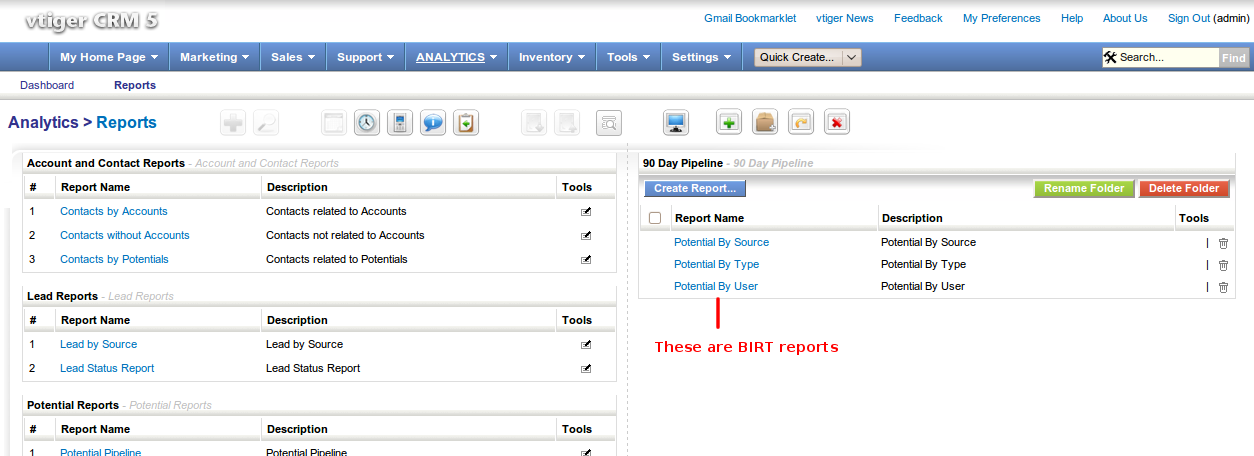 vtiger CRM 5
Gmail Bookmarklet vtiger News Feedback My Preferences Help About Us Sign Out (admin)
My Home Page Marketing Sales Support ANALYTICS Inventory Tools Settings Quick Create... Search... Find
Dashboard Reports
Analytics > Reports
Account and Contact Reports - Account and Contact Reports
# Report Name Description Tools
1 Contacts by Accounts Contacts related to Accounts
2 Contacts without Accounts Contacts not related to Accounts
3 Contacts by Potentials Contacts related to Potentials
Lead Reports - Lead Reports
# Report Name Description Tools
1 Lead by Source Lead by Source
2 Lead Status Report Lead Status Report
Potential Reports - Potential Reports
# Report Name Description Tools
1 Potential Pipeline Potential Pipeline
90 Day Pipeline - 90 Day Pipeline
Create Report... Rename Folder Delete Folder
Report Name Description Tools
Potential By Source Potential By Source |
Potential By Type Potential By Type |
Potential By User Potential By User |
These are BIRT reports